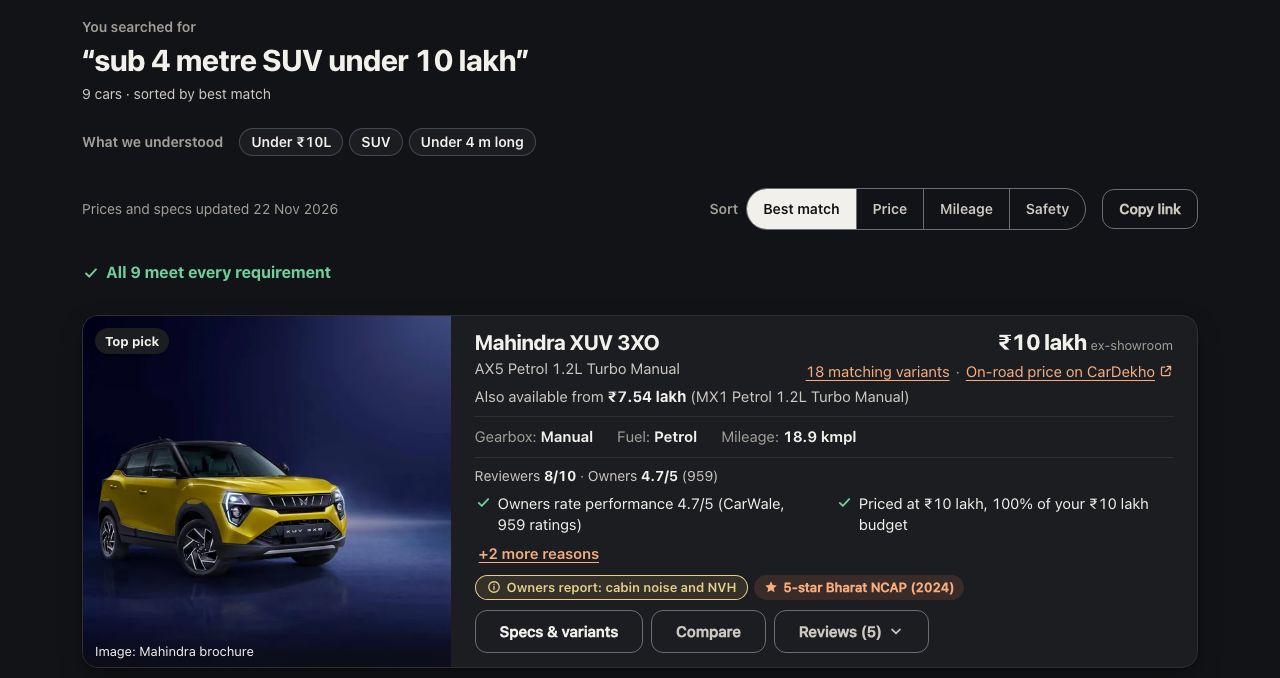 You searched for
“sub 4 metre SUV under 10 lakh”
9 cars · sorted by best match
What we understood
Under ₹10L
SUV
Under 4 m long
Prices and specs updated 22 Nov 2026
Sort
Best match
Price
Mileage
Safety
Copy link
All 9 meet every requirement
Top pick
XUV 3XO
Image: Mahindra brochure
Mahindra XUV 3XO
₹10 lakh ex-showroom
AX5 Petrol 1.2L Turbo Manual
18 matching variants · On-road price on CarDekho
Also available from ₹7.54 lakh (MX1 Petrol 1.2L Turbo Manual)
Gearbox: Manual Fuel: Petrol Mileage: 18.9 kmpl
Reviewers 8/10 · Owners 4.7/5 (959)
Owners rate performance 4.7/5 (CarWale,
959 ratings)
Priced at ₹10 lakh, 100% of your ₹10 lakh
budget
+2 more reasons
Owners report: cabin noise and NVH
5-star Bharat NCAP (2024)
Specs & variants
Compare
Reviews (5)